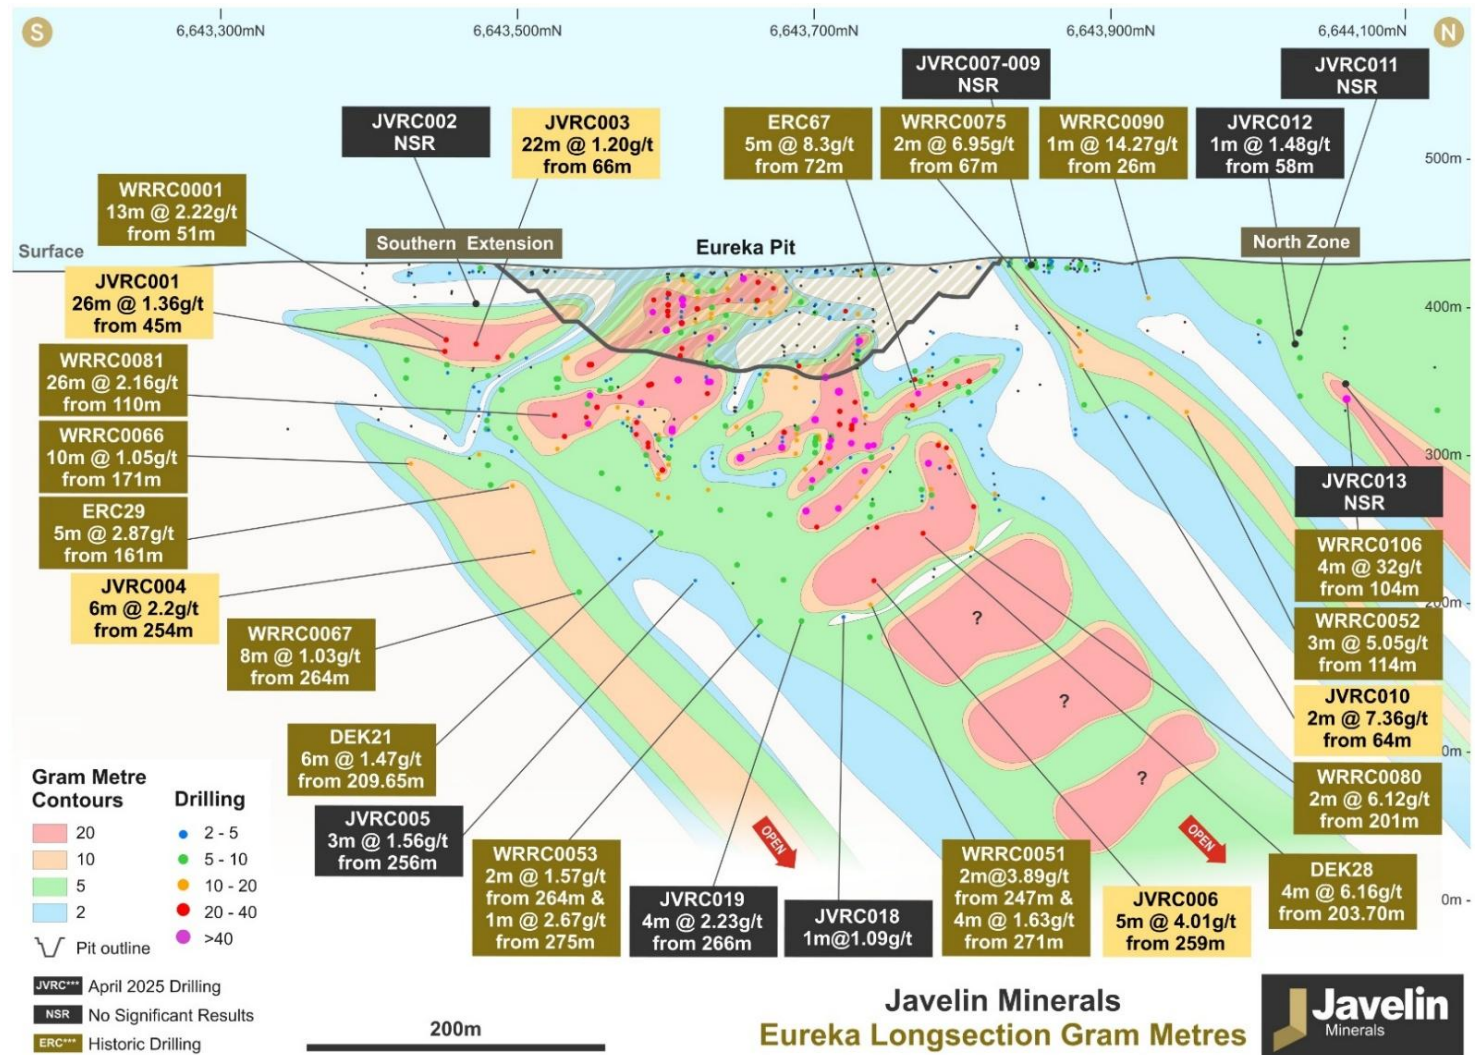 S
6,643,300mN
6,643,500mN
6,643,700mN
6,643,900mN
6,644,100mN
N
JVRC007-009
NSR
JVRC011
NSR
JVRC002
NSR
JVRC003
22m @ 1.20g/t
from 66m
ERC67
5m @ 8.3g/t
from 72m
WRRC0075
2m @ 6.95g/t
from 67m
WRRC0090
1m @ 14.27g/t
from 26m
JVRC012
1m @ 1.48g/t
from 58m
500m
WRRC0001
13m @ 2.22g/t
from 51m
Surface
Southern Extension
Eureka Pit
North Zone
JVRC001
26m @ 1.36g/t
from 45m
400m
WRRC0081
26m @ 2.16g/t
from 110m
WRRC0066
10m @ 1.05g/t
from 171m
300m
ERC29
5m @ 2.87g/t
from 161m
JVRC013
NSR
WRRC0106
4m @ 32g/t
from 104m
JVRC004
6m @ 2.2g/t
from 254m
200m
WRRC0052
3m @ 5.05g/t
from 114m
WRRC0067
8m @ 1.03g/t
from 264m
?
?
?
JVRC010
2m @ 7.36g/t
from 64m
0m
DEK21
6m @ 1.47g/t
from 209.65m
WRRC0080
2m @ 6.12g/t
from 201m
JVRC005
3m @ 1.56g/t
from 256m
OPEN
OPEN
WRRC0053
2m @ 1.57g/t
from 264m &
1m @ 2.67g/t
from 275m
JVRC019
4m @ 2.23g/t
from 266m
JVRC018
1m@1.09g/t
WRRC0051
2m@3.89g/t
from 247m &
4m @ 1.63g/t
from 271m
JVRC006
5m @ 4.01g/t
from 259m
DEK28
4m @ 6.16g/t
from 203.70m
0m
Gram Metre
Contours
20
10
5
2
Pit outline
Drilling
2 - 5
5 - 10
10 - 20
20 - 40
>40
JVRC*** April 2025 Drilling
NSR No Significant Results
ERC*** Historic Drilling
200m
Javelin Minerals
Eureka Longsection Gram Metres
Javelin
Minerals